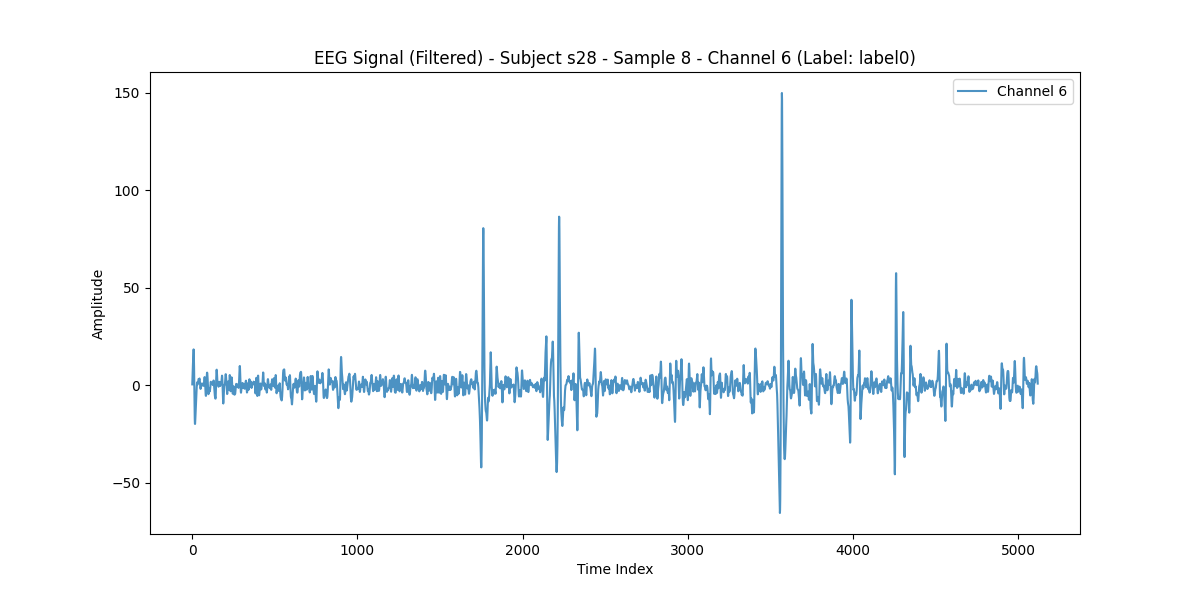 EEG Signal (Filtered) - Subject s28 - Sample 8 - Channel 6 (Label: label0)
Channel 6
150
100
50
0
−50
Amplitude
0 1000 2000 3000 4000 5000
Time Index